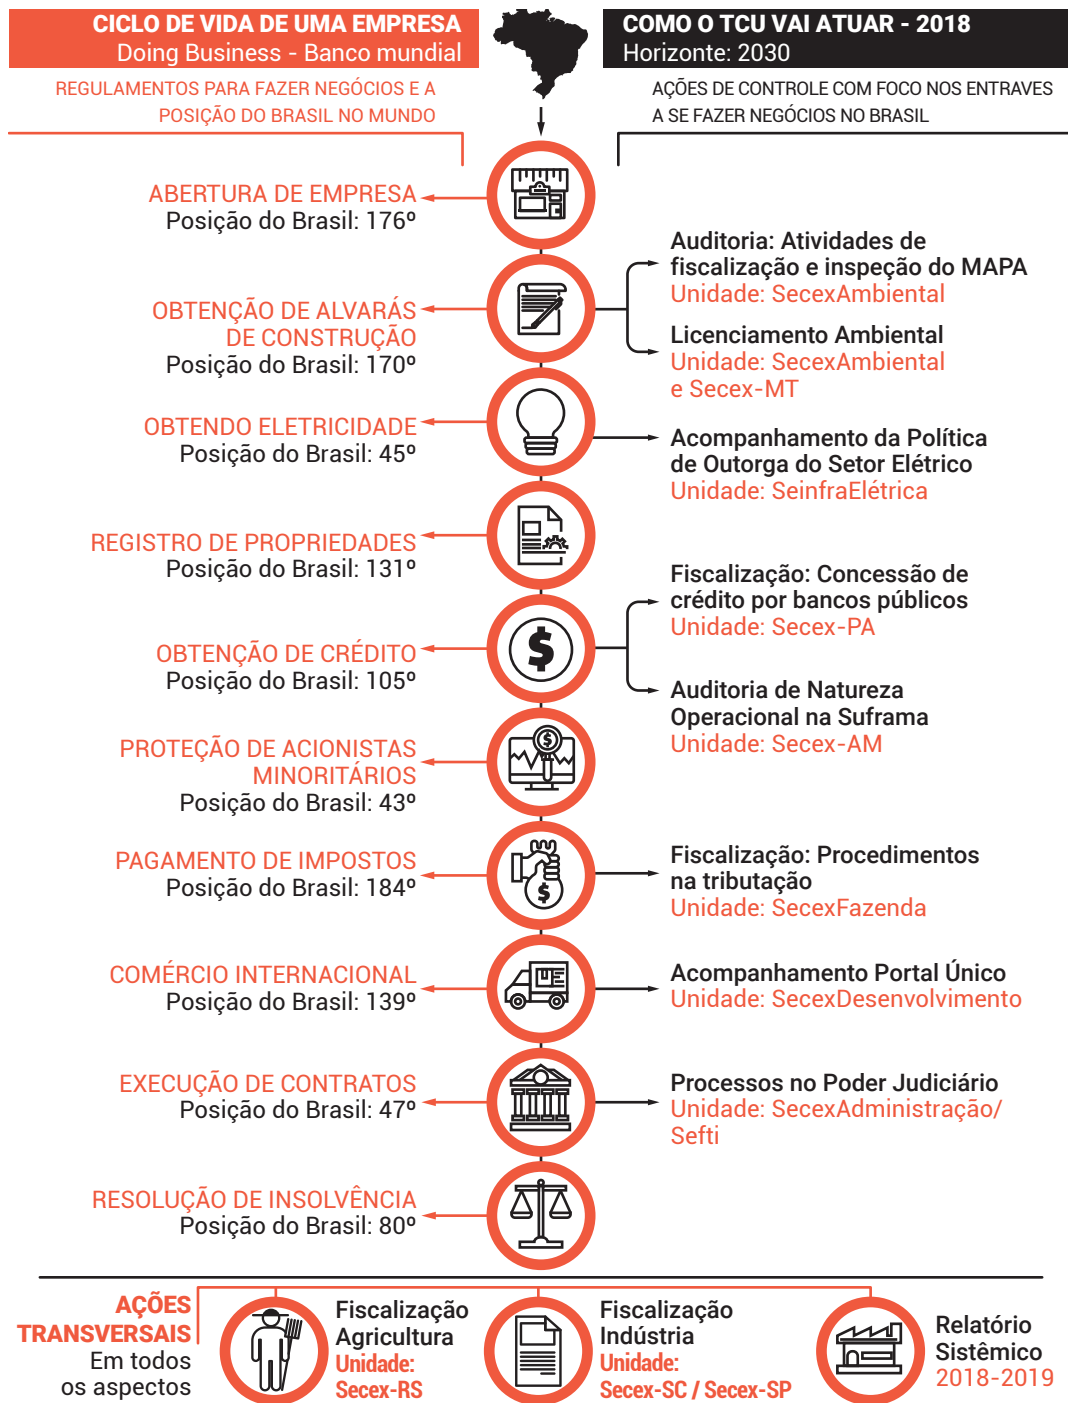 CICLO DE VIDA DE UMA EMPRESA
Doing Business - Banco mundial
REGULAMENTOS PARA FAZER NEGÓCIOS E A
POSIÇÃO DO BRASIL NO MUNDO
COMO O TCU VAI ATUAR - 2018
Horizonte: 2030
AÇÕES DE CONTROLE COM FOCO NOS ENTRAVES
A SE FAZER NEGÓCIOS NO BRASIL
ABERTURA DE EMPRESA
Posição do Brasil: 176º
OBTENÇÃO DE ALVARÁS
DE CONSTRUÇÃO
Posição do Brasil: 170º
Auditoria: Atividades de
fiscalização e inspeção do MAPA
Unidade: SecexAmbiental
Licenciamento Ambiental
Unidade: SecexAmbiental
e Secex-MT
OBTENDO ELETRICIDADE
Posição do Brasil: 45º
Acompanhamento da Política
de Outorga do Setor Elétrico
Unidade: SeinfraElétrica
REGISTRO DE PROPRIEDADES
Posição do Brasil: 131º
OBTENÇÃO DE CRÉDITO
Posição do Brasil: 105º
$
Fiscalização: Concessão de
crédito por bancos públicos
Unidade: Secex-PA
Auditoria de Natureza
Operacional na Suframa
Unidade: Secex-AM
PROTEÇÃO DE ACIONISTAS
MINORITÁRIOS
Posição do Brasil: 43º
$
PAGAMENTO DE IMPOSTOS
Posição do Brasil: 184º
$
Fiscalização: Procedimentos
na tributação
Unidade: SecexFazenda
COMÉRCIO INTERNACIONAL
Posição do Brasil: 139º
Acompanhamento Portal Único
Unidade: SecexDesenvolvimento
EXECUÇÃO DE CONTRATOS
Posição do Brasil: 47º
Processos no Poder Judiciário
Unidade: SecexAdministração/
Sefti
RESOLUÇÃO DE INSOLVÊNCIA
Posição do Brasil: 80º
AÇÕES
TRANSVERSAIS
Em todos
os aspectos
Fiscalização
Agricultura
Unidade:
Secex-RS
Fiscalização
Indústria
Unidade:
Secex-SC / Secex-SP
Relatório
Sistêmico
2018-2019